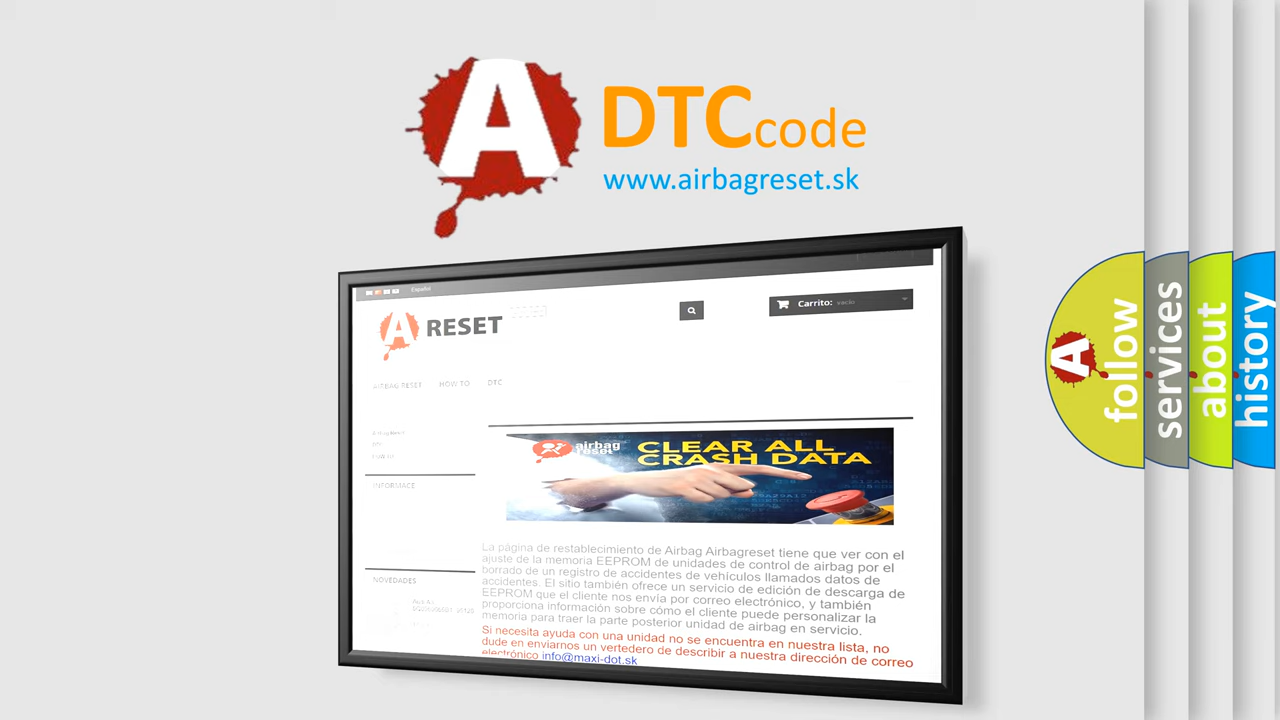 A DTC code
www.airbagreset.sk
Español
A RESET
Carrito: vacío
AIRBAG RESET HOW TO DTC
INFORMACE
NOVEDADES
airbag
reset
CLEAR ALL
CRASH DATA
La página de restablecimiento de Airbag Airbagreset tiene que ver con el
ajuste de la memoria EEPROM de unidades de control de airbag por el
borrado de un registro de accidentes de vehículos llamados datos de
accidentes. El sitio también ofrece un servicio de edición de descarga de
EEPROM que el cliente nos envía por correo electrónico, y también
proporciona información sobre cómo el cliente puede personalizar la
memoria para traer la parte posterior unidad de airbag en servicio.
Si necesita ayuda con una unidad no se encuentra en nuestra lista, no
dude en enviarnos un vertedero de describir a nuestra dirección de correo
electrónico info@maxi-dot.sk
A follow
services
about
history